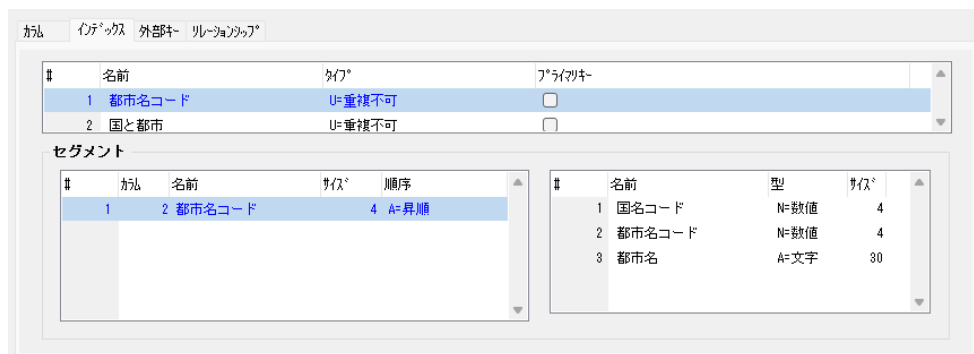 ｶﾗﾑ ｲﾝﾃﾞｯｸｽ 外部ｷｰ ﾘﾚｰｼｮﾝｼｯﾌﾟ
# 名前 ﾀｲﾌﾟ ﾌﾟﾗｲﾏﾘｷｰ
1 都市名コード U=重複不可
2 国と都市 U=重複不可
セグメント
# ｶﾗﾑ 名前 ｻｲｽﾞ 順序
1 2 都市名コード 4 A=昇順
# 名前 型 ｻｲｽﾞ
1 国名コード N=数値 4
2 都市名コード N=数値 4
3 都市名 A=文字 30